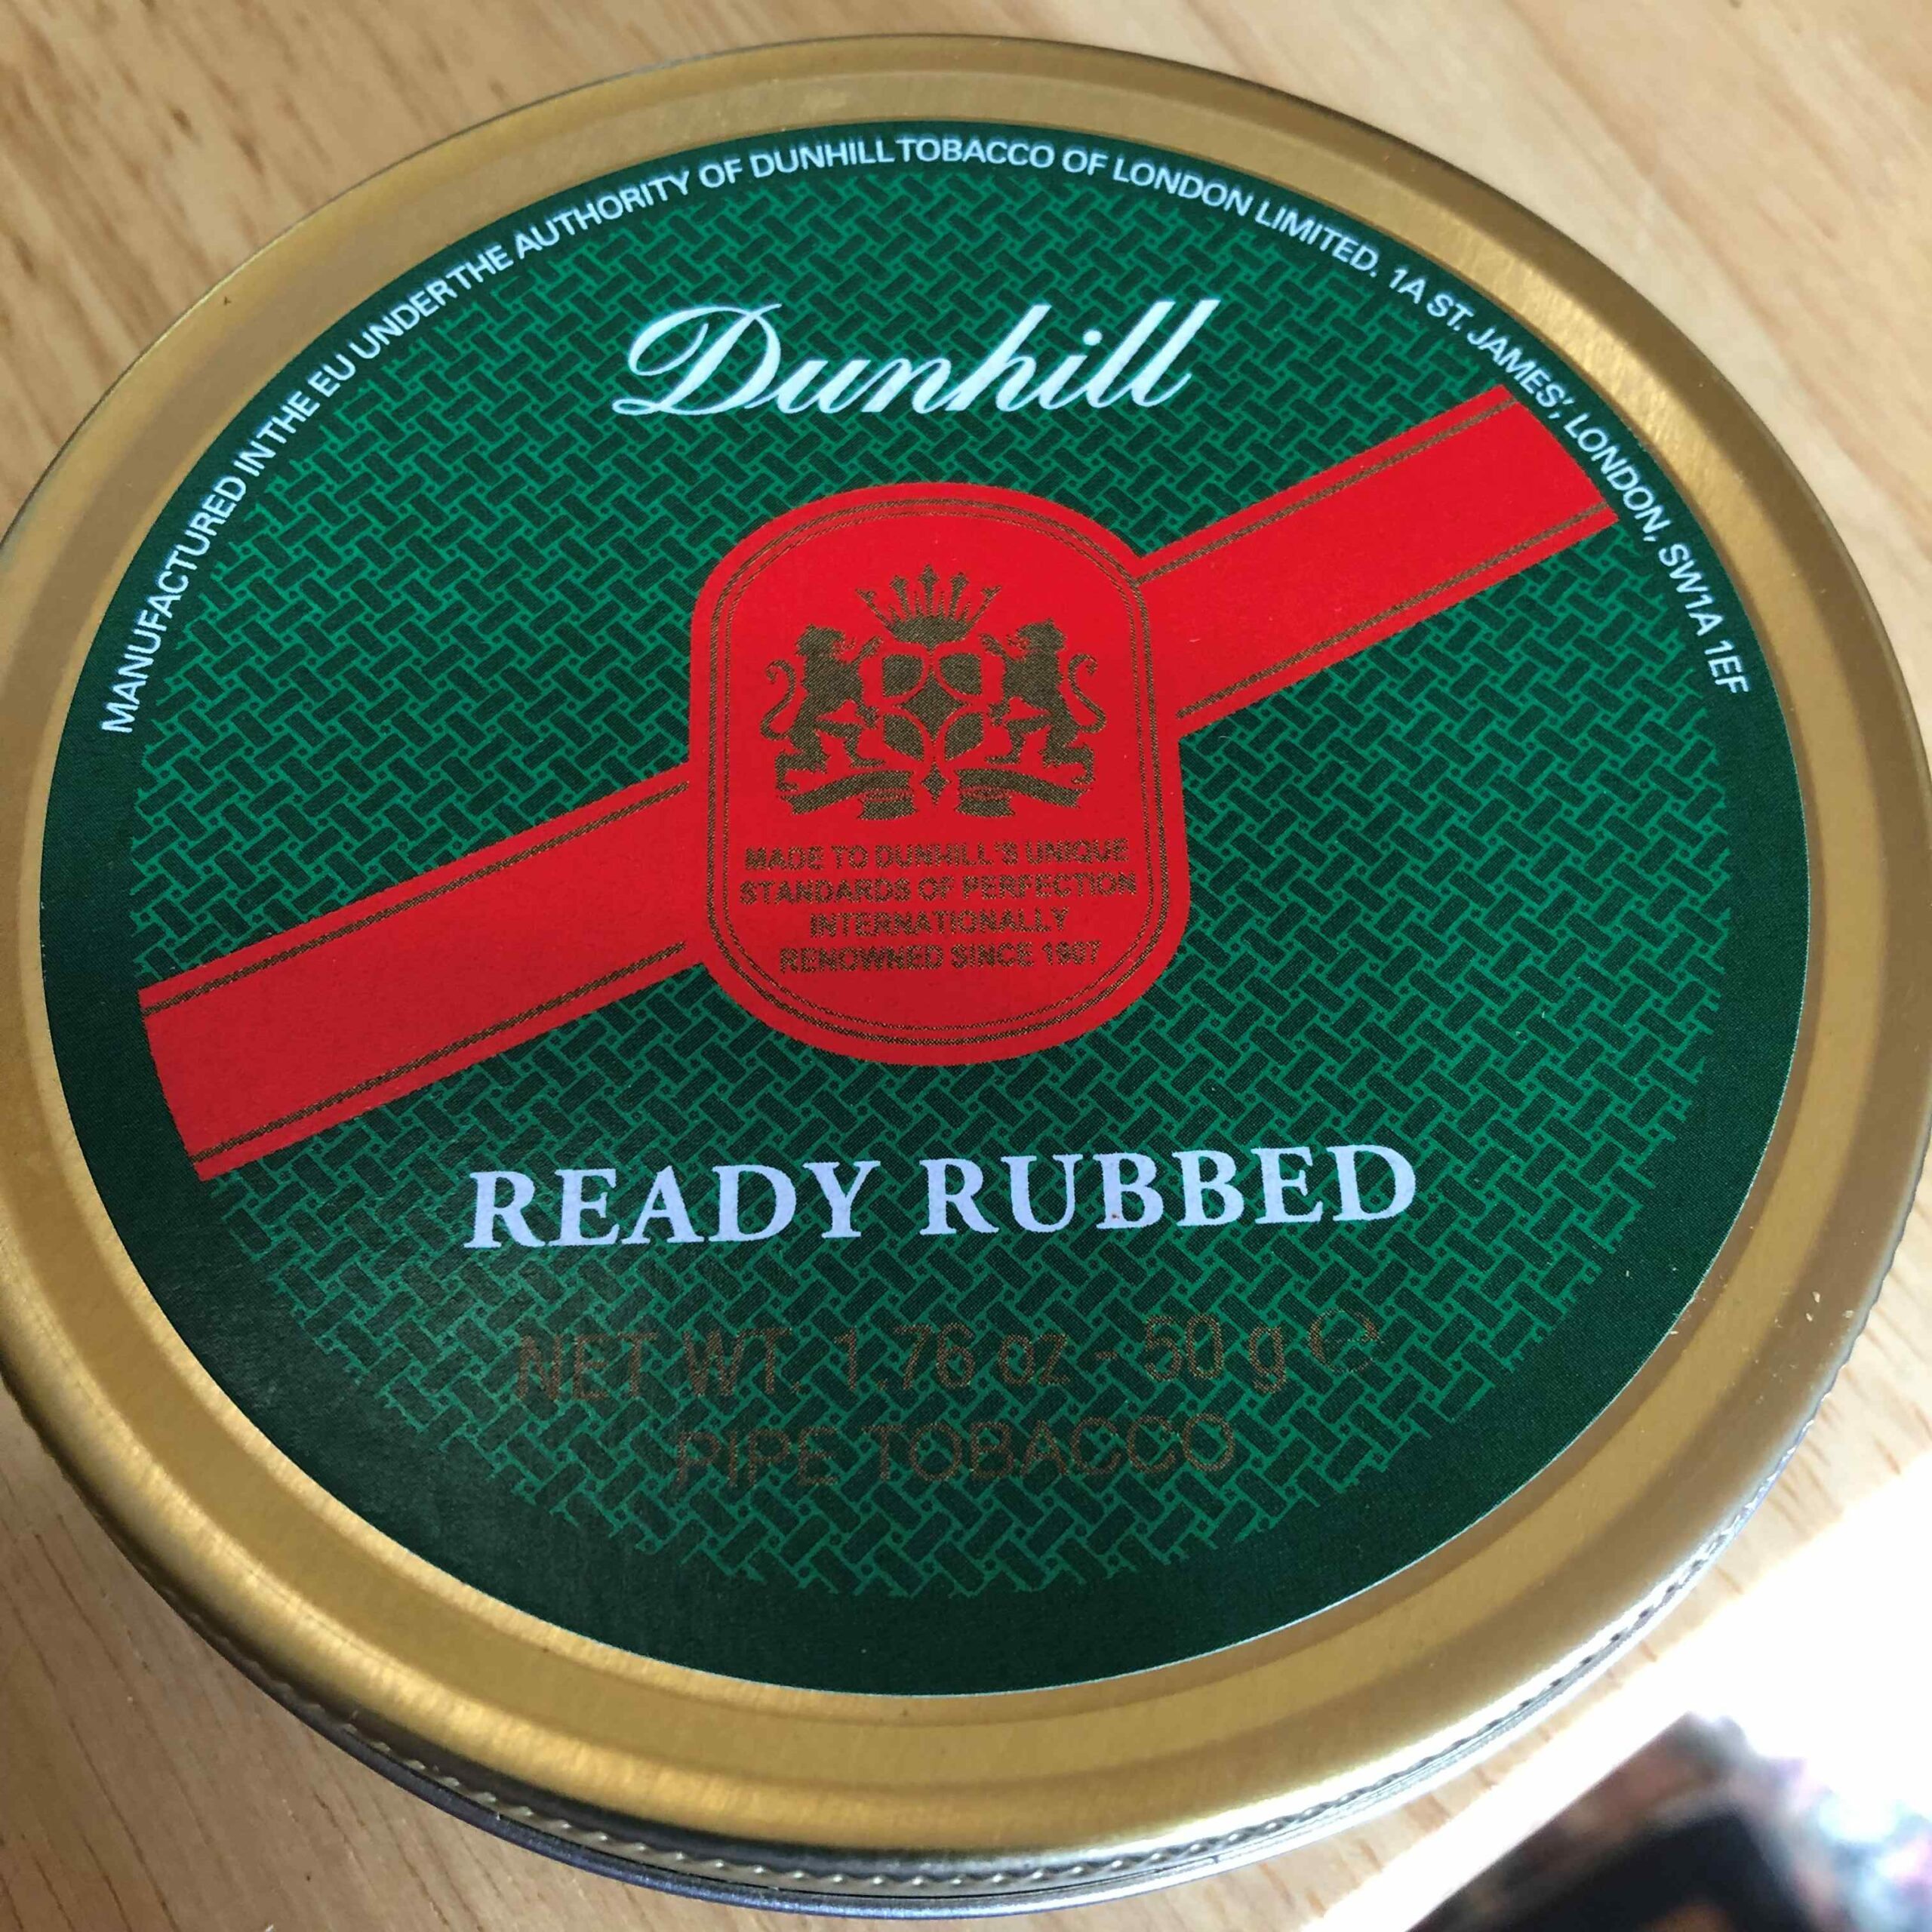 MANUFACTURED IN THE EU UNDER THE AUTHORITY OF DUNHILL TOBACCO OF LONDON LIMITED. 1A ST. JAMES', LONDON, SW1A 1EF
Dunhill
MADE TO DUNHILL'S UNIQUE
STANDARDS OF PERFECTION
INTERNATIONALLY
RENOWNED SINCE 1907
READY RUBBED
NET WT. 1.76 oz - 50 g ℮
PIPE TOBACCO